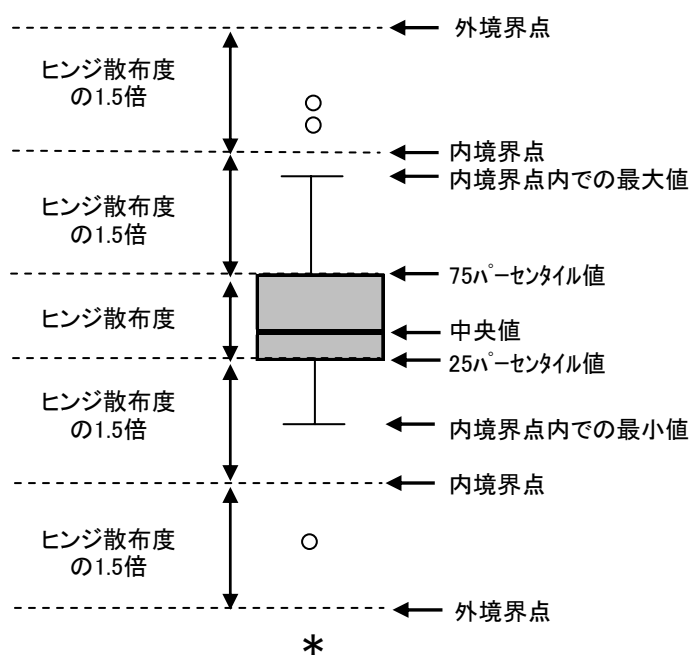 外境界点
ヒンジ散布度
の1.5倍
内境界点
内境界点内での最大値
ヒンジ散布度
の1.5倍
75ﾊﾟｰｾﾝﾀｲﾙ値
ヒンジ散布度
中央値
25ﾊﾟｰｾﾝﾀｲﾙ値
ヒンジ散布度
の1.5倍
内境界点内での最小値
内境界点
ヒンジ散布度
の1.5倍
外境界点
*